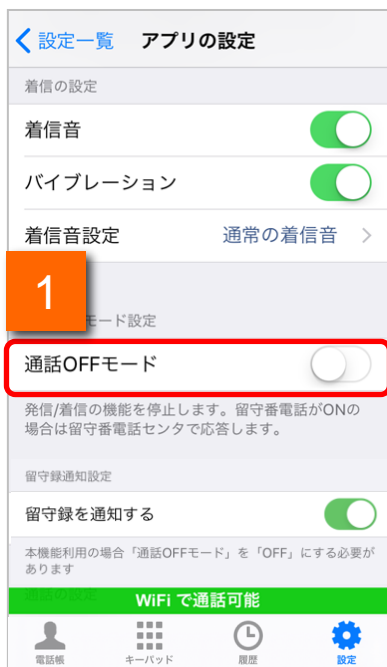 設定一覧 アプリの設定
着信の設定
着信音
バイブレーション
着信音設定 通常の着信音
1
モード設定
通話OFFモード
発信/着信の機能を停止します。留守番電話がONの
場合は留守番電話センタで応答します。
留守録通知設定
留守録を通知する
本機能利用の場合「通話OFFモード」を「OFF」にする必要が
あります
通話の設定
WiFi で通話可能
電話帳 キーパッド 履歴 設定